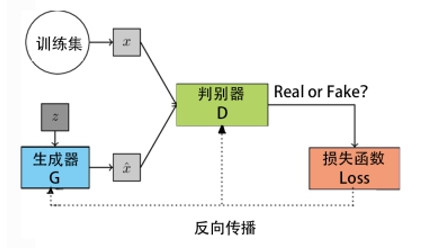 训练集
x
判别器
D
Real or Fake?
z
生成器
G
x̂
损失函数
Loss
反向传播